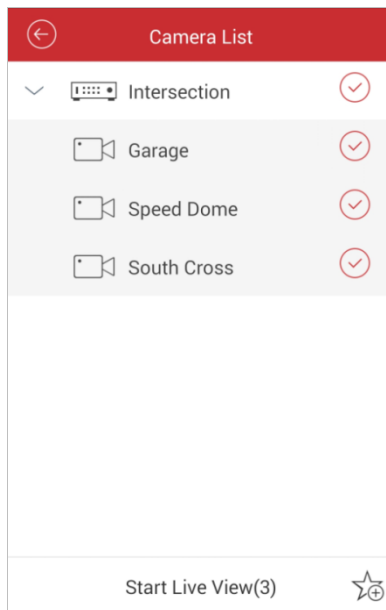 Camera List
Intersection
Garage
Speed Dome
South Cross
Start Live View(3)